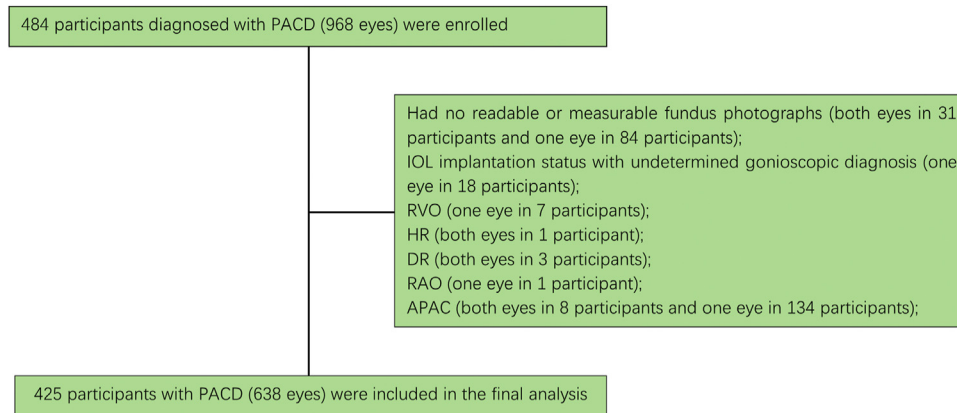 484 participants diagnosed with PACD (968 eyes) were enrolled
Had no readable or measurable fundus photographs (both eyes in 31
participants and one eye in 84 participants);
IOL implantation status with undetermined gonioscopic diagnosis (one
eye in 18 participants);
RVO (one eye in 7 participants);
HR (both eyes in 1 participant);
DR (both eyes in 3 participants);
RAO (one eye in 1 participant);
APAC (both eyes in 8 participants and one eye in 134 participants);
425 participants with PACD (638 eyes) were included in the final analysis